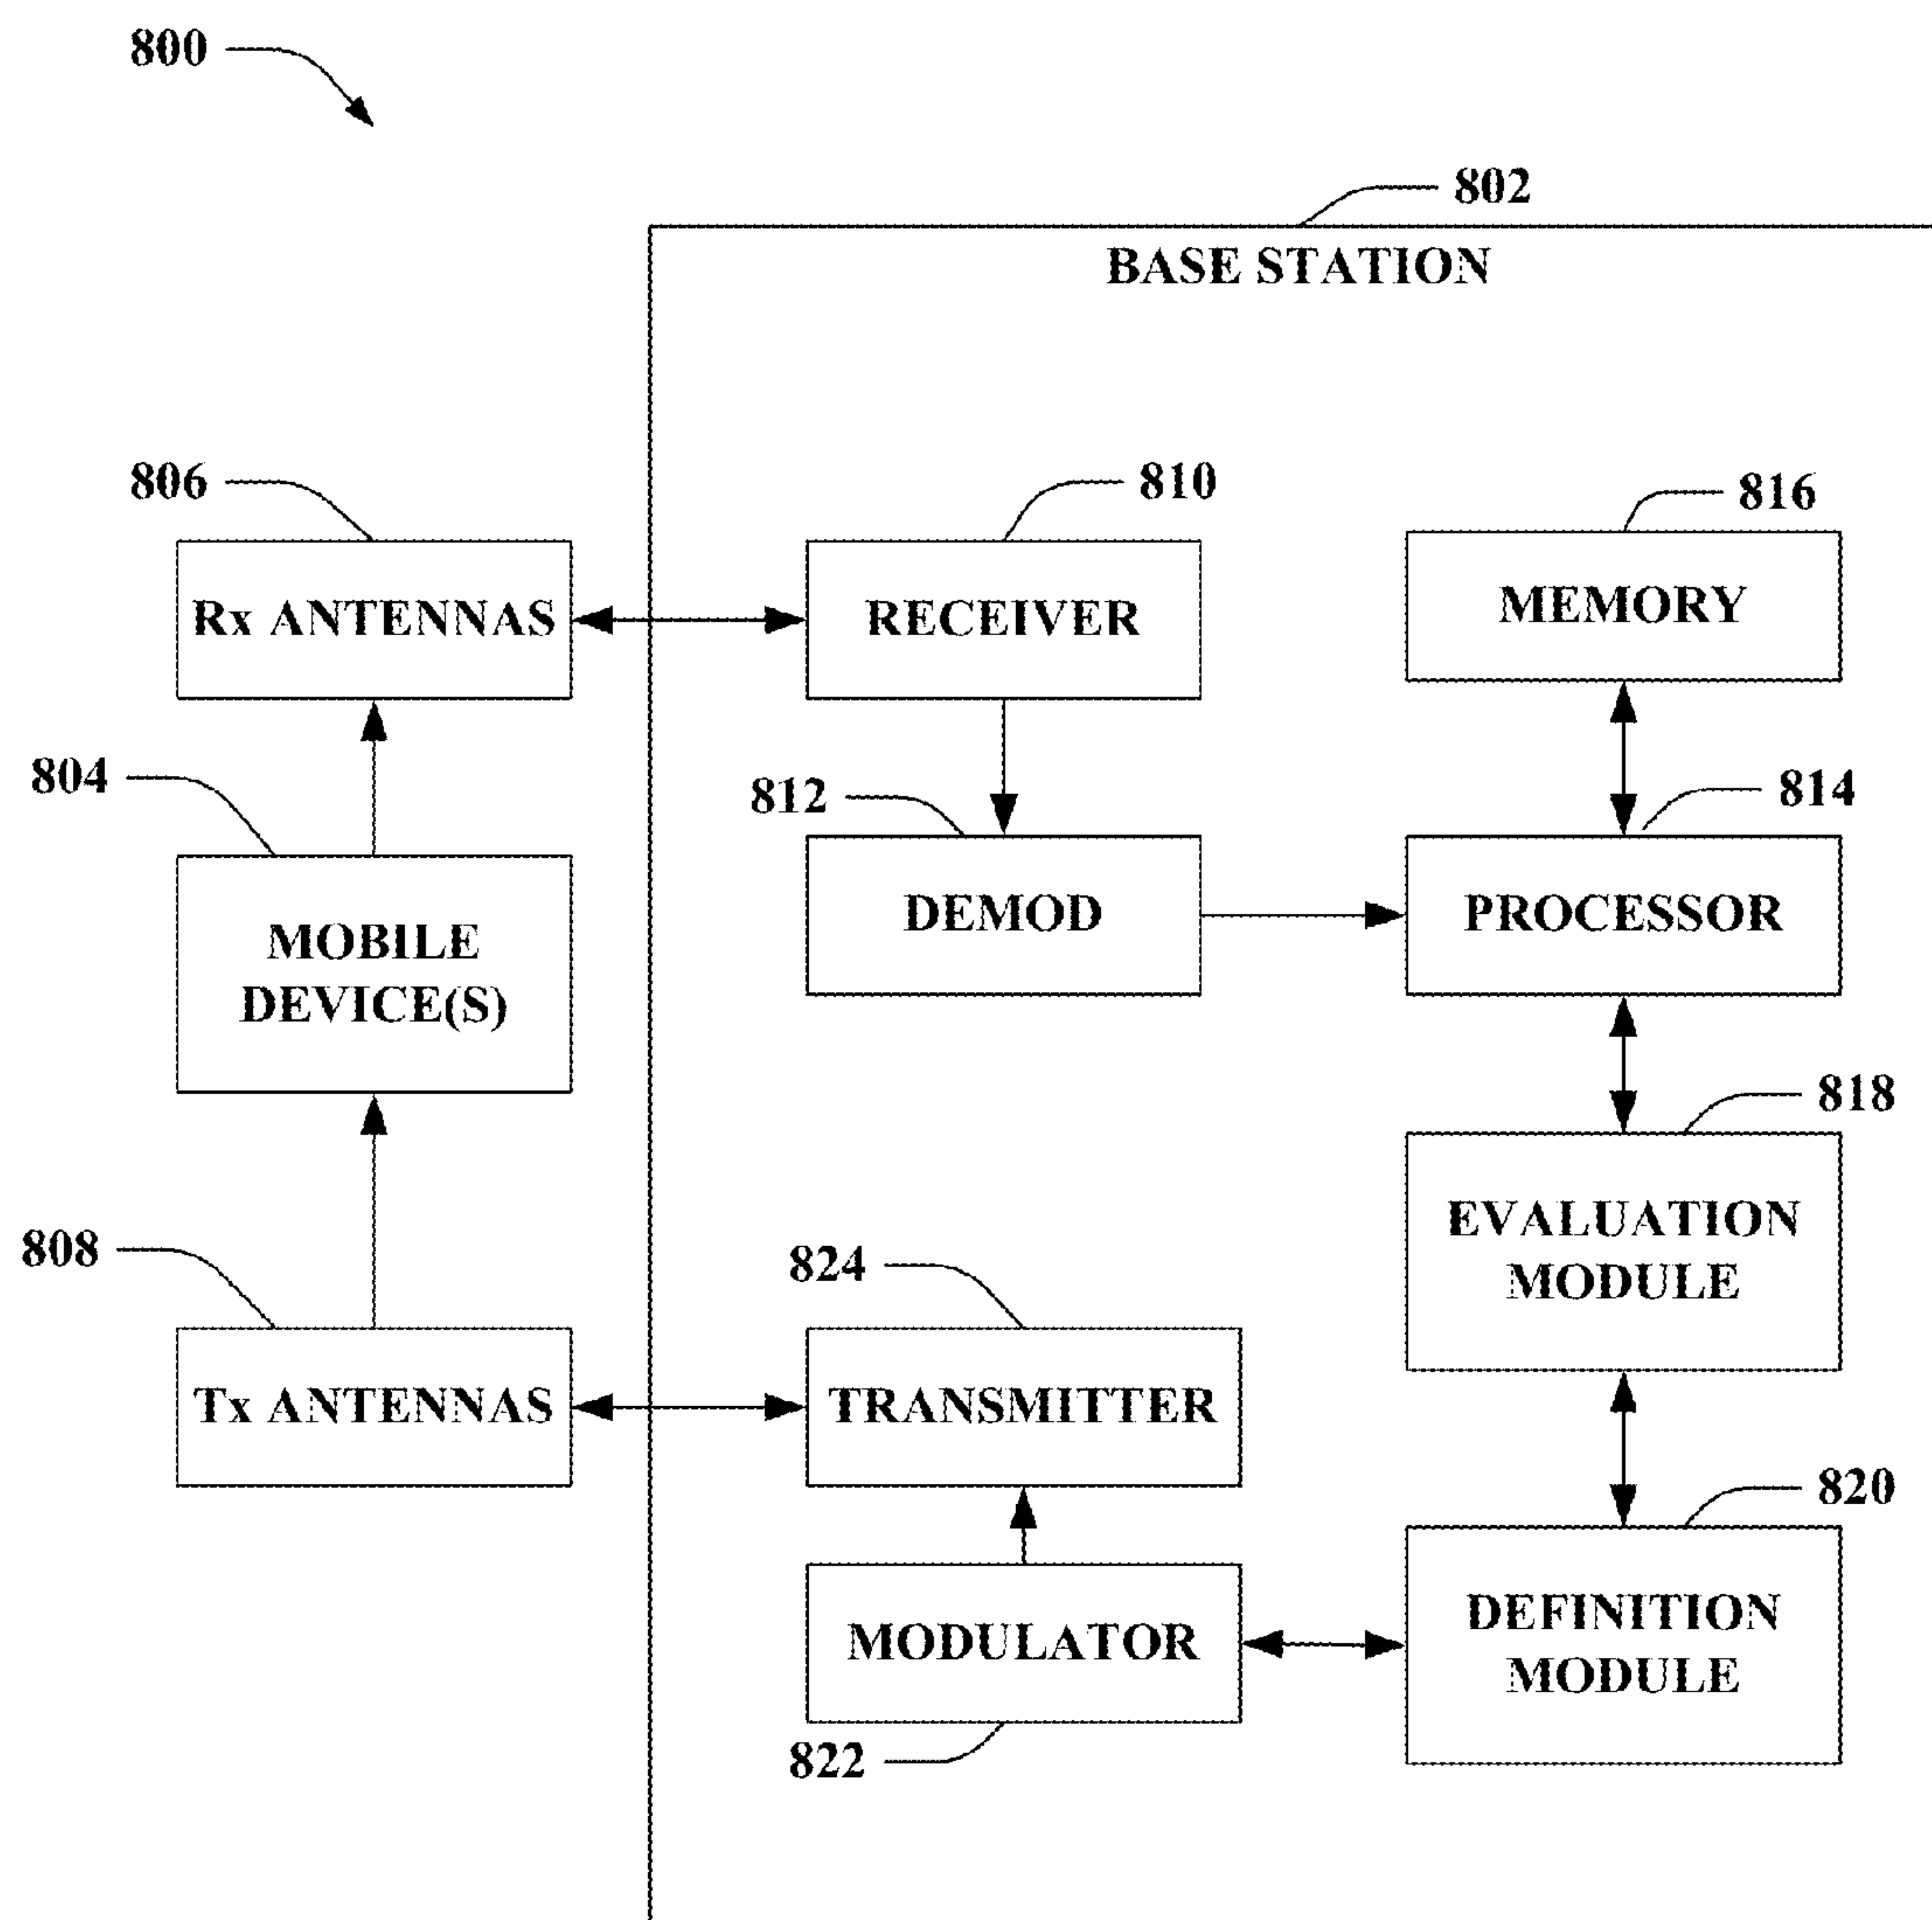 800
802
BASE STATION
806
810
816
Rx ANTENNAS
RECEIVER
MEMORY
804
812
814
MOBILE
DEVICE(S)
DEMOD
PROCESSOR
818
808
824
EVALUATION
MODULE
Tx ANTENNAS
TRANSMITTER
820
MODULATOR
DEFINITION
MODULE
822